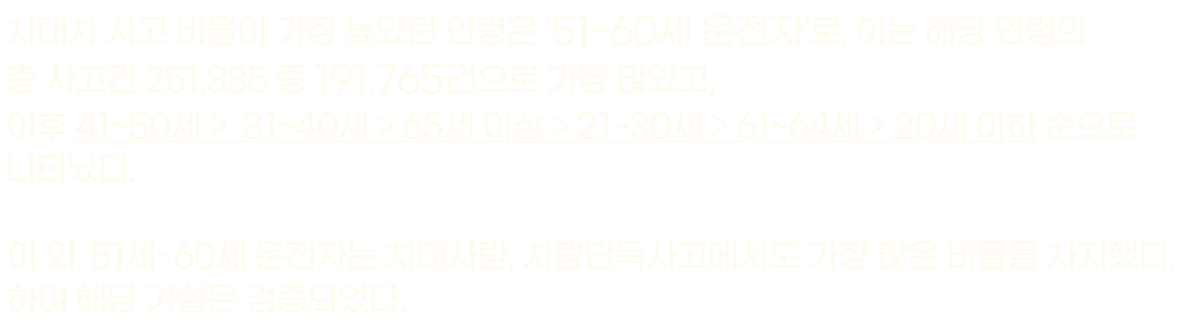 차대차 사고 비율이 가장 높았던 연령은 '51~60세 운전자'로, 이는 해당 연령의
총 사고건 251,385 중 191,765건으로 가장 많았고,
이후 41~50세 > 31~40세 > 65세 이상 > 21~30세 > 61~64세 > 20세 이하 순으로
나타났다.
이 외, 51세~60세 운전자는 차대사람, 차량단독사고에서도 가장 많은 비율을 차지했다.
하여 해당 가설은 검증되었다.